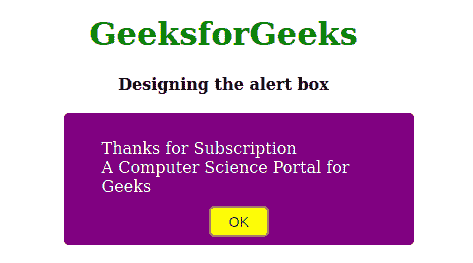 GeeksforGeeks
Designing the alert box
Thanks for Subscription
A Computer Science Portal for
Geeks
OK